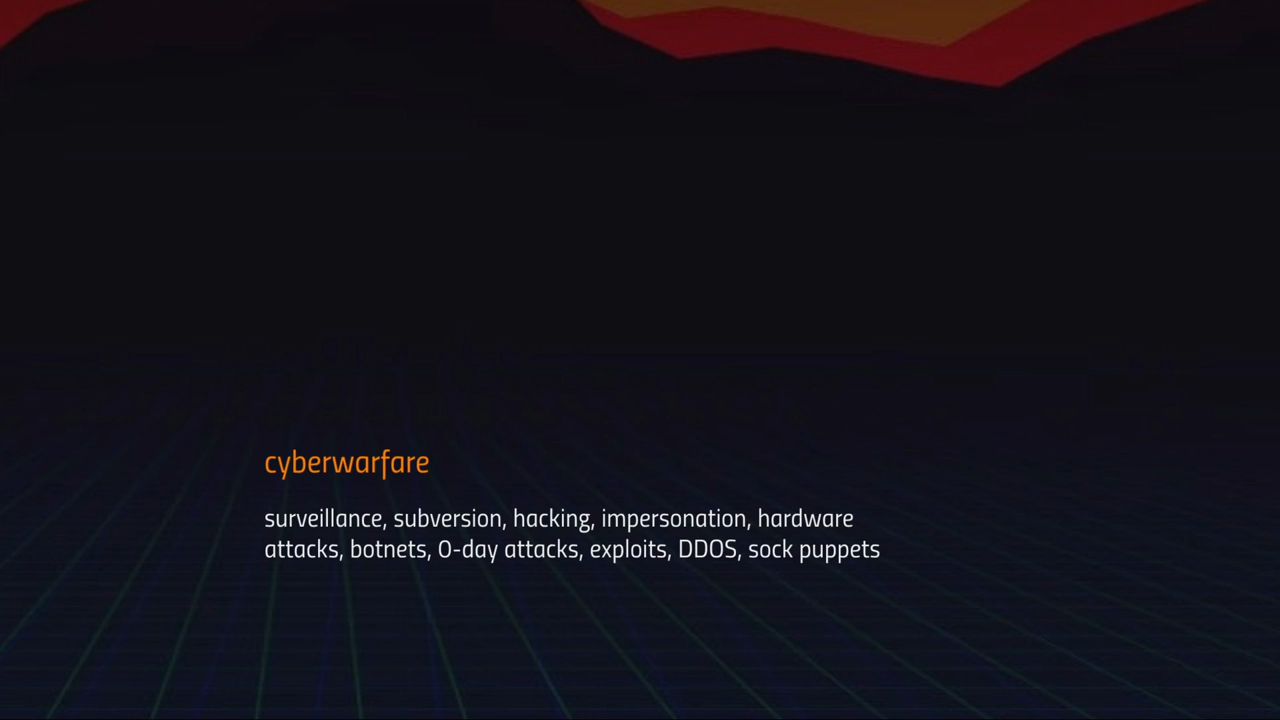 cyberwarfare
surveillance, subversion, hacking, impersonation, hardware
attacks, botnets, 0-day attacks, exploits, DDOS, sock puppets